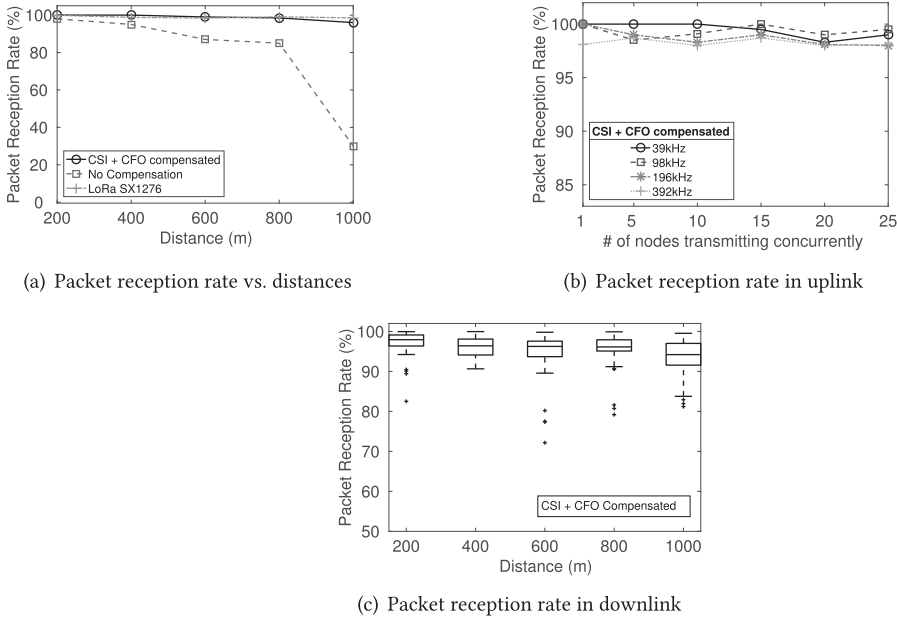 Packet Reception Rate (%)
100
80
60
40
20
0
CSI + CFO compensated
No Compensation
LoRa SX1276
200 400 600 800 1000
Distance (m)
(a) Packet reception rate vs. distances
Packet Reception Rate (%)
100
95
90
85
CSI + CFO compensated
39kHz
98kHz
196kHz
392kHz
1 5 10 15 20 25
# of nodes transmitting concurrently
(b) Packet reception rate in uplink
Packet Reception Rate (%)
100
90
80
70
60
50
CSI + CFO Compensated
200 400 600 800 1000
Distance (m)
(c) Packet reception rate in downlink